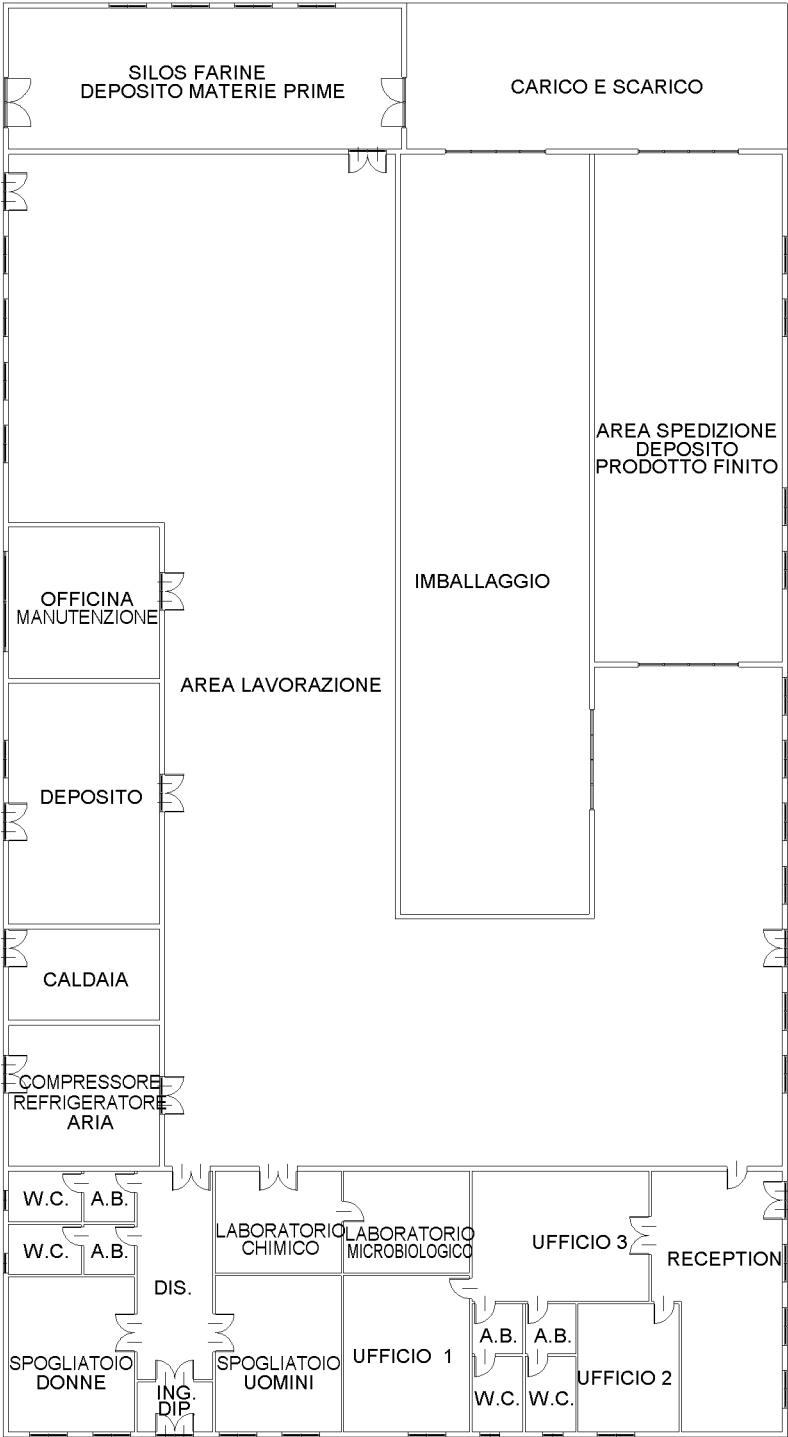 SILOS FARINE
DEPOSITO MATERIE PRIME
CARICO E SCARICO
AREA SPEDIZIONE
DEPOSITO
PRODOTTO FINITO
IMBALLAGGIO
OFFICINA
MANUTENZIONE
AREA LAVORAZIONE
DEPOSITO
CALDAIA
COMPRESSORE
REFRIGERATORE
ARIA
W.C.
A.B.
W.C.
A.B.
DIS.
LABORATORIO
CHIMICO
LABORATORIO
MICROBIOLOGICO
UFFICIO 3
RECEPTION
SPOGLIATOIO
DONNE
ING.
DIP.
SPOGLIATOIO
UOMINI
UFFICIO 1
A.B.
A.B.
W.C.
W.C.
UFFICIO 2